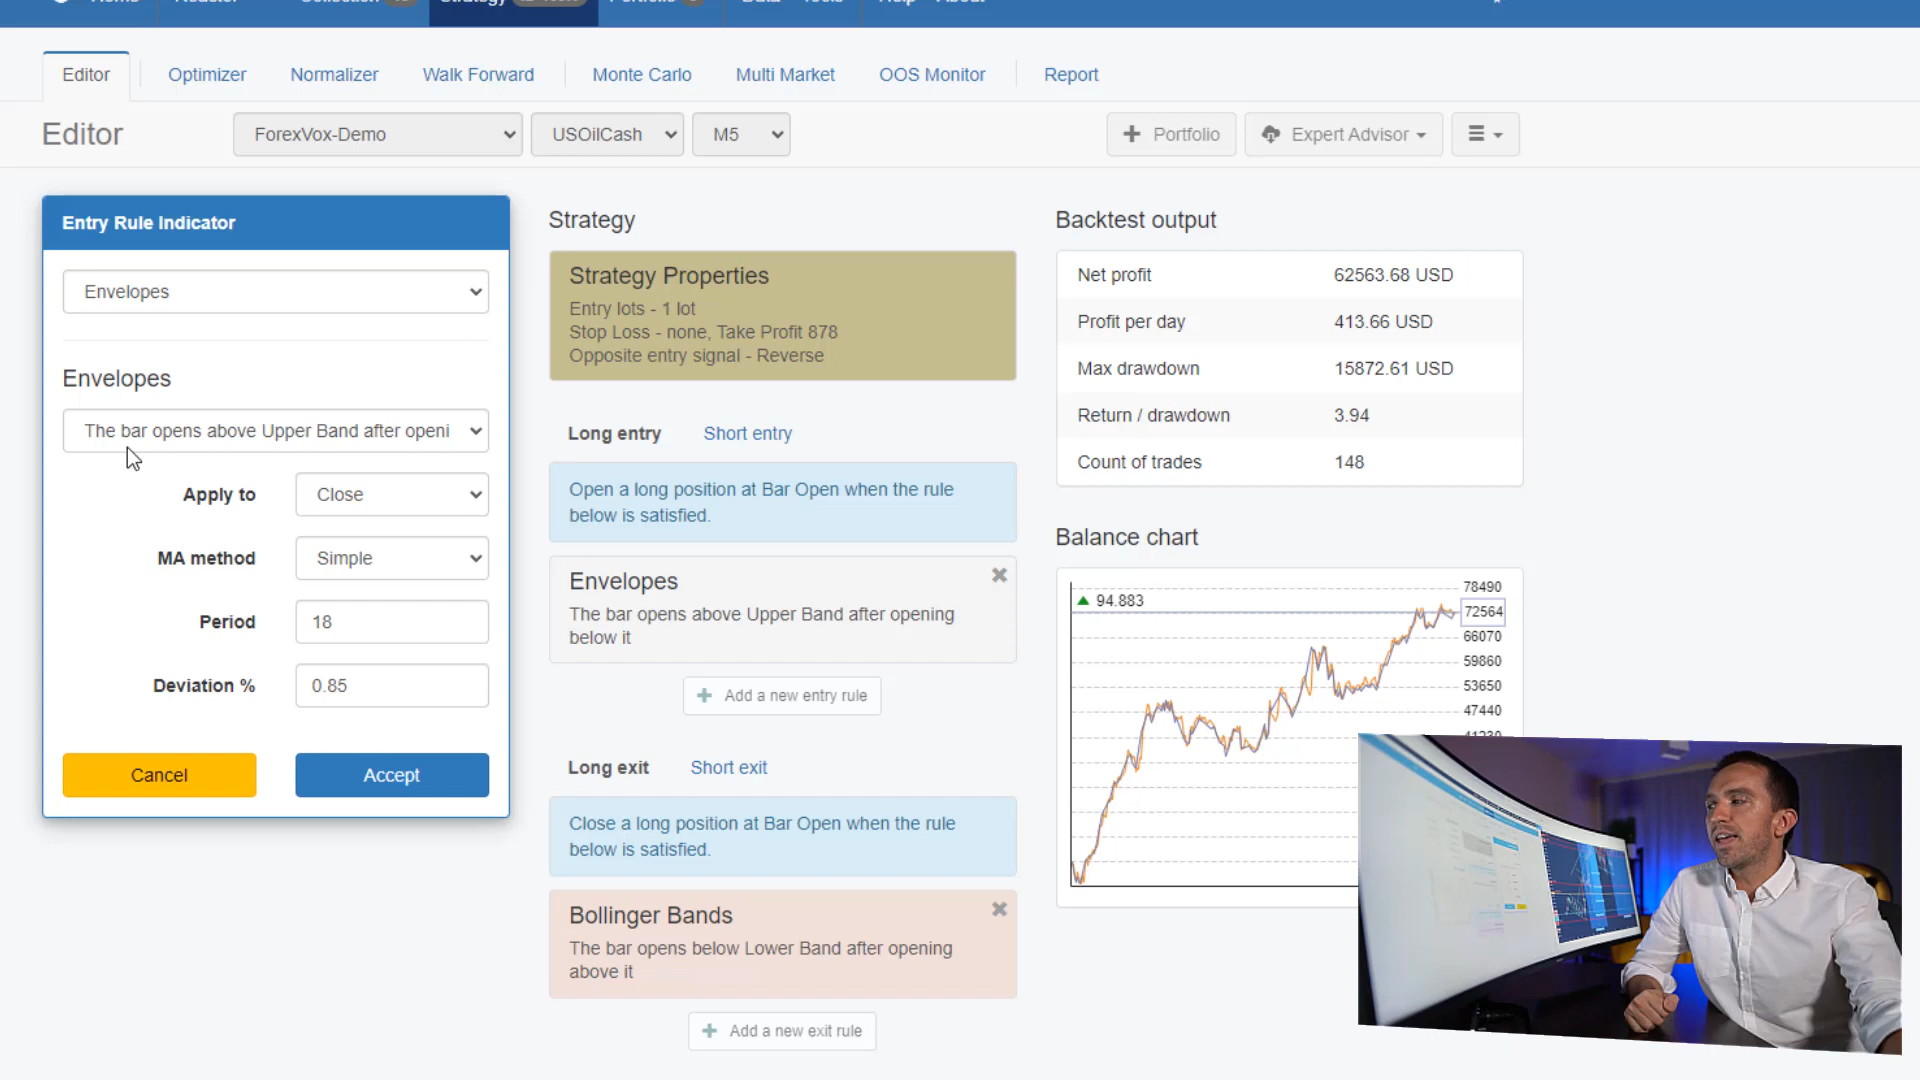 Editor
Optimizer
Normalizer
Walk Forward
Monte Carlo
Multi Market
OOS Monitor
Report
Editor
ForexVox-Demo
USOilCash
M5
Portfolio
Expert Advisor
Entry Rule Indicator
Envelopes
Envelopes
The bar opens above Upper Band after openi
Apply to
Close
MA method
Simple
Period
18
Deviation %
0.85
Cancel
Accept
Strategy
Strategy Properties
Entry lots - 1 lot
Stop Loss - none, Take Profit 878
Opposite entry signal - Reverse
Long entry
Short entry
Open a long position at Bar Open when the rule
below is satisfied.
Envelopes
The bar opens above Upper Band after opening
below it
Add a new entry rule
Long exit
Short exit
Close a long position at Bar Open when the rule
below is satisfied.
Bollinger Bands
The bar opens below Lower Band after opening
above it
Add a new exit rule
Backtest output
Net profit 62563.68 USD
Profit per day 413.66 USD
Max drawdown 15872.61 USD
Return / drawdown 3.94
Count of trades 148
Balance chart
94.883
78490
72564
66070
59860
53650
47440